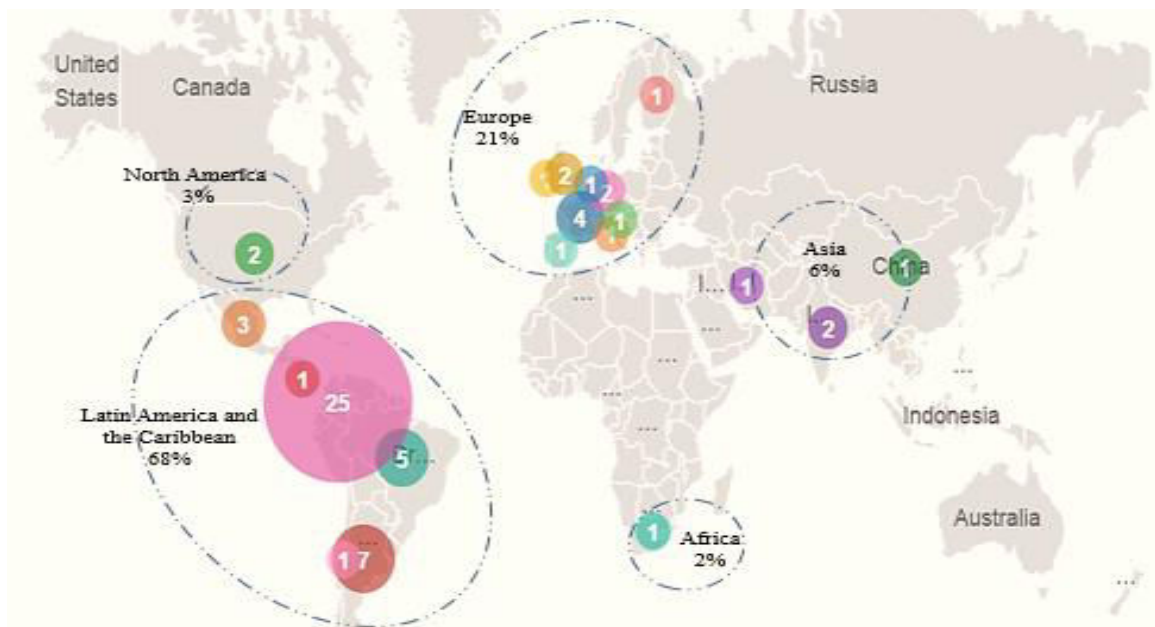 United
States
Canada
Russia
Europe
21%
1
North America
3%
2
2
1
2
4
1
1
1
Asia
6%
China
1
I...
1
2
...
...
...
...
...
...
3
1
25
Latin America and
the Caribbean
68%
5
Indonesia
Australia
1
Africa
2%
...
1
7
...